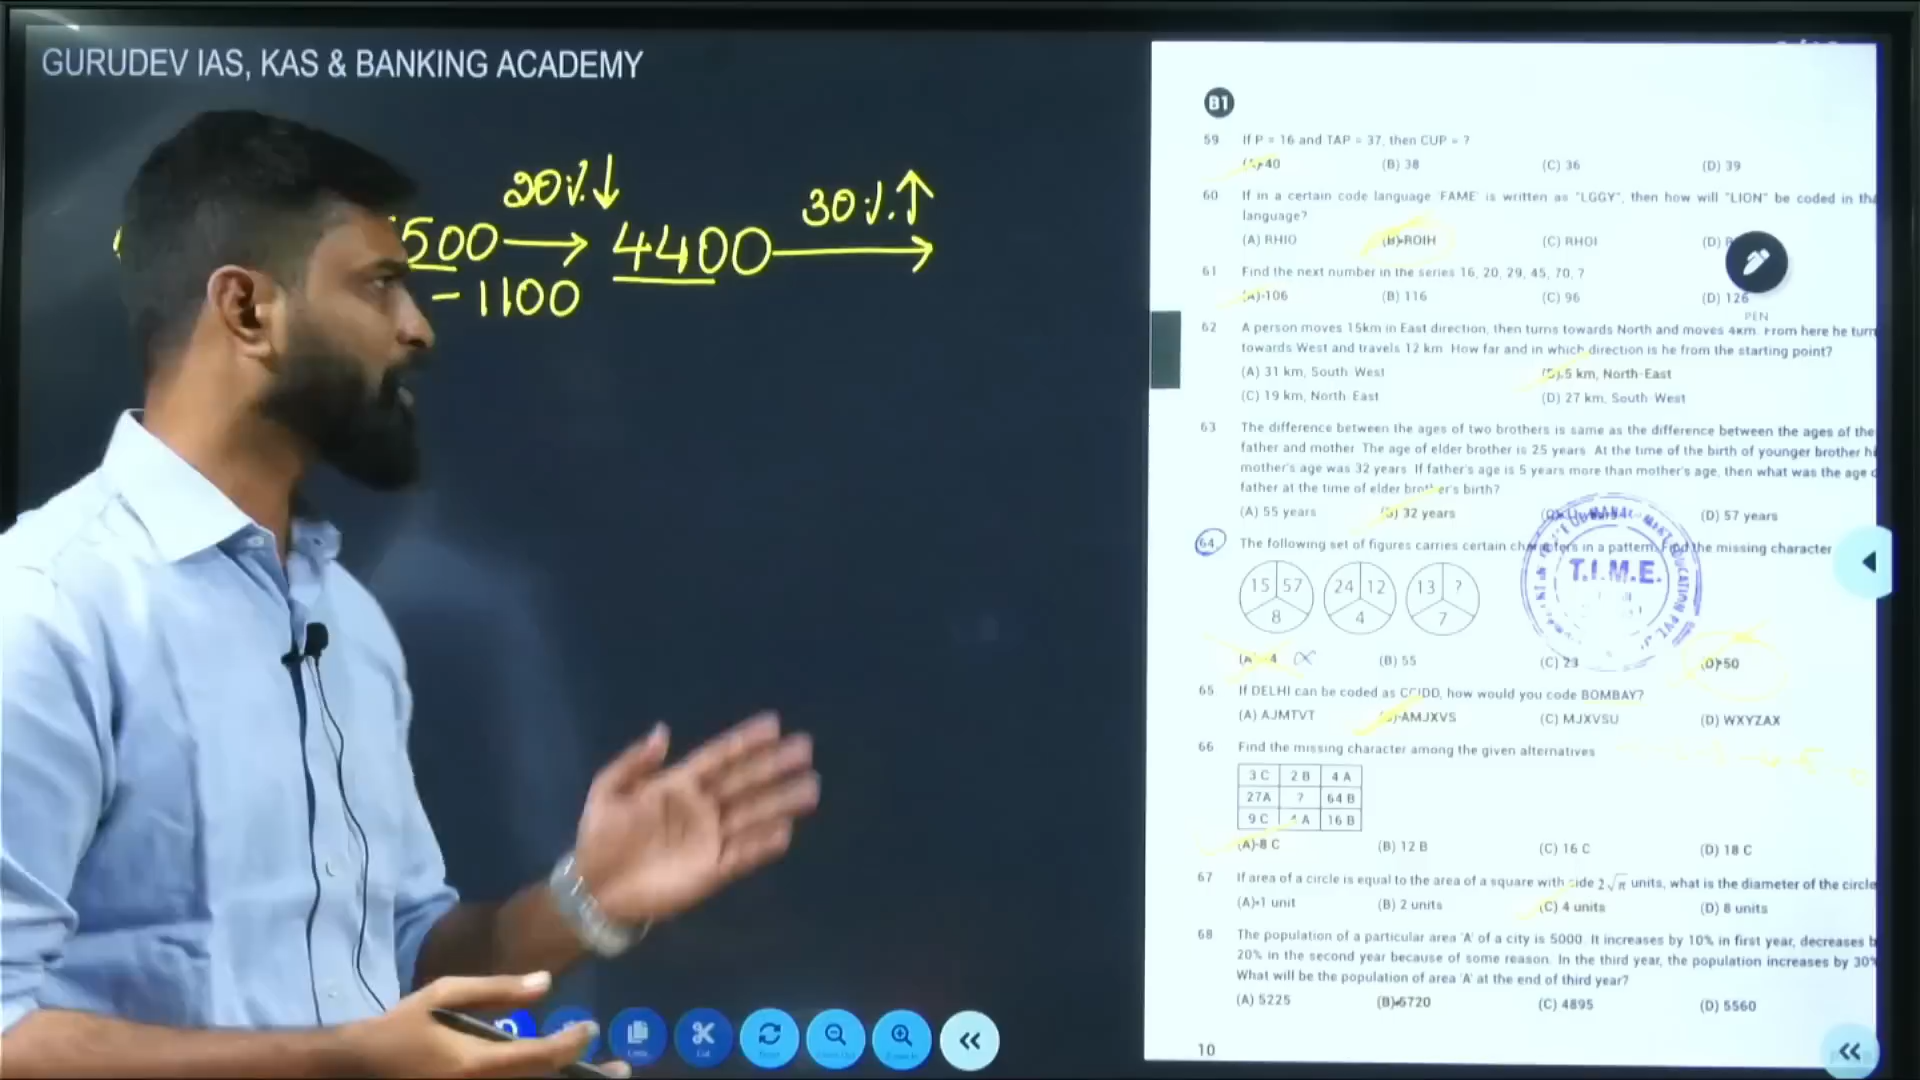 GURUDEV IAS, KAS & BANKING ACADEMY
20%↓
30%↑
500 → 4400 →
-1100
B1
59 If P = 16 and TAP = 37, then CUP = ?
40 (B) 38 (C) 36 (D) 39
60 If in a certain code language 'FAME' is written as "LGGY", then how will "LION" be coded in
language?
(A) RHIO (B) ROIH (C) RHOI (D)
61 Find the next number in the series 16, 20, 29, 45, 70, ?
(A) 106 (B) 116 (C) 96 (D) 126
PEN
62 A person moves 15km in East direction, then turns towards North and moves 4km. From here he turn
towards West and travels 12 km. How far and in which direction is he from the starting point?
(A) 31 km, South-West 5 km, North-East
(C) 19 km, North-East (D) 27 km, South-West
63 The difference between the ages of two brothers is same as the difference between the ages of the
father and mother. The age of elder brother is 25 years. At the time of the birth of younger brother
mother's age was 32 years. If father's age is 5 years more than mother's age, then what was the age
father at the time of elder brother's birth?
(A) 55 years 32 years (D) 57 years
64 The following set of figures carries certain characters in a pattern. Find the missing character
15 57 24 12 13 ?
8 4 7
T.I.M.E.
(B) 55 (C) 23 (D) 50
65 If DELHI can be coded as CCIDD, how would you code BOMBAY?
(A) AJMTVT AMJXVS (C) MJXVSU (D) WXYZAX
66 Find the missing character among the given alternatives
3 C 2 B 4 A
27A ? 64 B
9 C 4 A 16 B
(A) 8 C (B) 12 B (C) 16 C (D) 18 C
67 If area of a circle is equal to the area of a square with side 2√π units, what is the diameter of the circle
(A) 1 unit (B) 2 units (C) 4 units (D) 8 units
68 The population of a particular area 'A' of a city is 5000. It increases by 10% in first year, decreases
20% in the second year because of some reason. In the third year, the population increases by 30%
What will be the population of area 'A' at the end of third year?
(A) 5225 (B) 5720 (C) 4895 (D) 5560
10